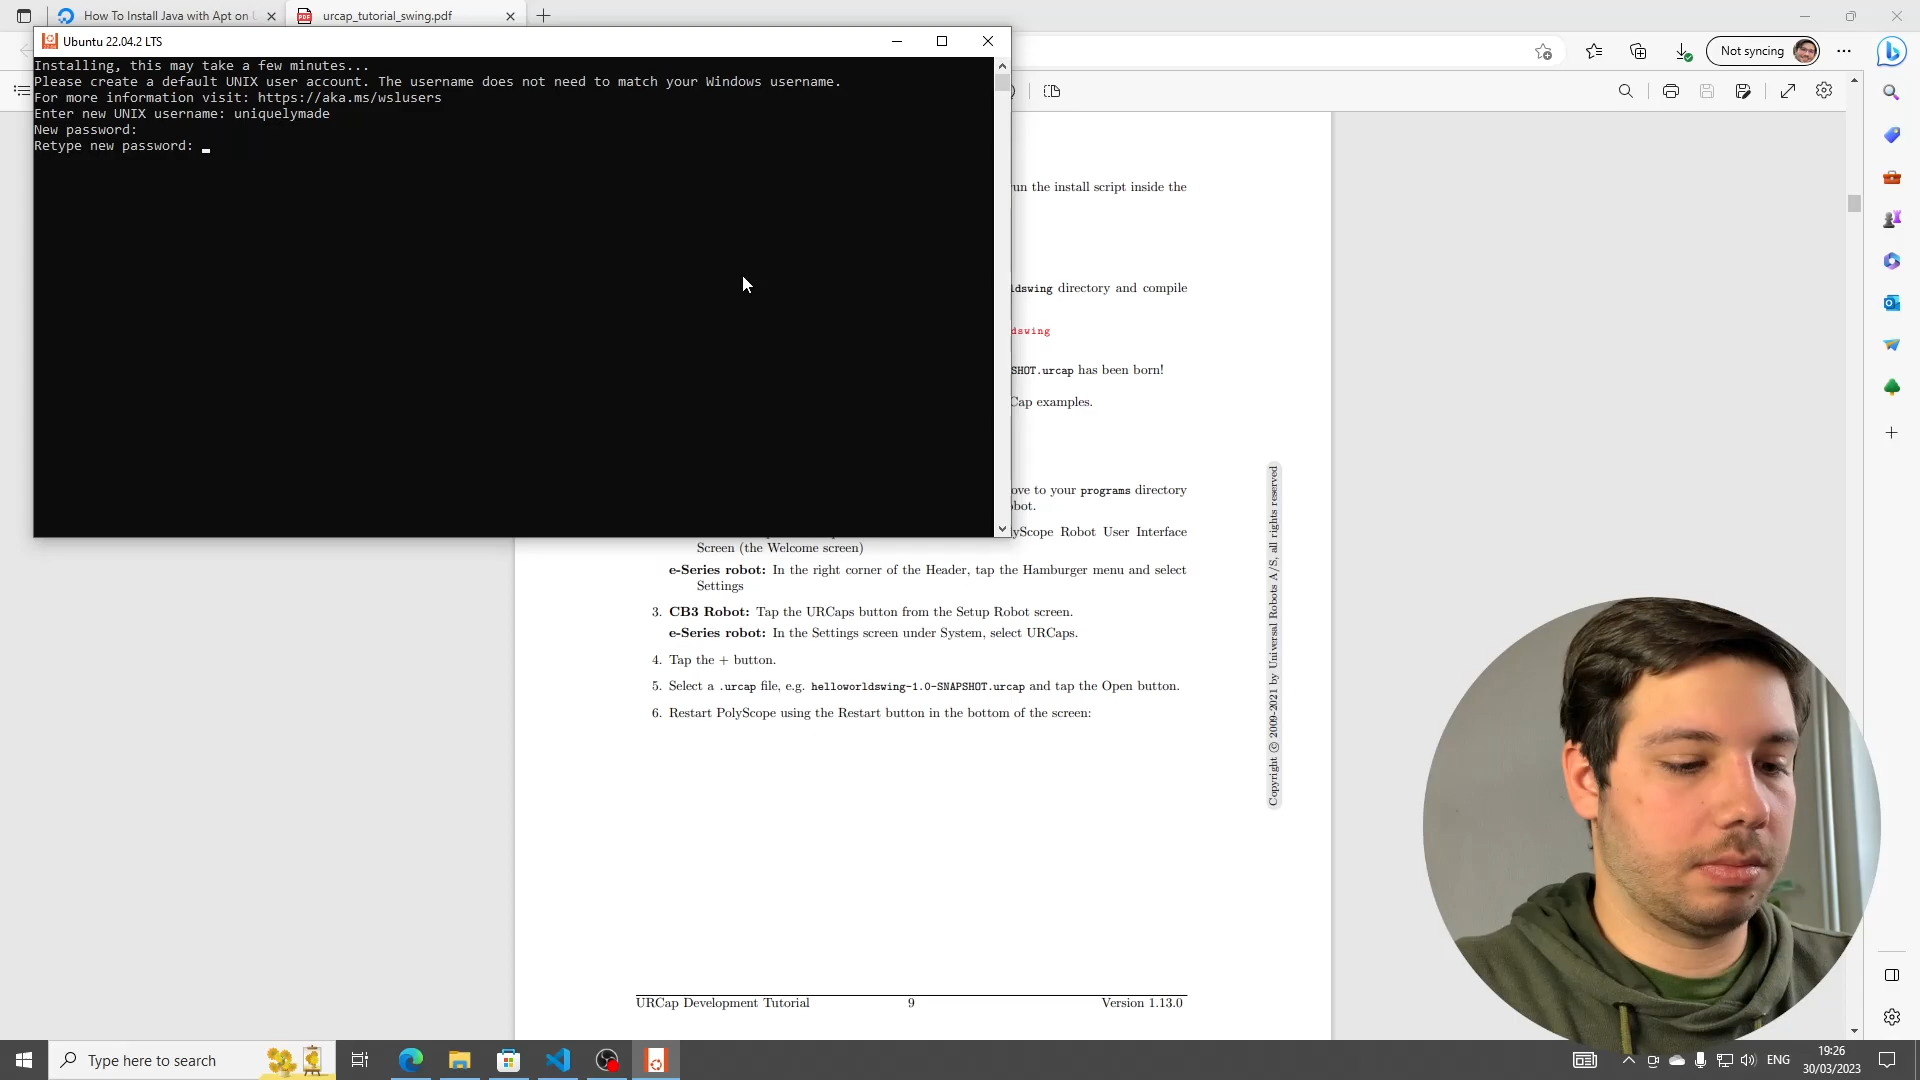 How To Install Java with Apt on
urcap_tutorial_swing.pdf
Ubuntu 22.04.2 LTS
Not syncing
Installing, this may take a few minutes...
Please create a default UNIX user account. The username does not need to match your Windows username.
For more information visit: https://aka.ms/wslusers
Enter new UNIX username: uniquelymade
New password:
Retype new password:
run the install script inside the
ldswing directory and compile
dswing
SHOT.urcap has been born!
Cap examples.
ove to your programs directory
obot.
lyScope Robot User Interface
Screen (the Welcome screen)
e-Series robot: In the right corner of the Header, tap the Hamburger menu and select
Settings
3. CB3 Robot: Tap the URCaps button from the Setup Robot screen.
e-Series robot: In the Settings screen under System, select URCaps.
4. Tap the + button.
5. Select a .urcap file, e.g. helloworldswing-1.0-SNAPSHOT.urcap and tap the Open button.
6. Restart PolyScope using the Restart button in the bottom of the screen:
Copyright © 2009-2021 by Universal Robots A/S, all rights reserved
URCap Development Tutorial 9 Version 1.13.0
Type here to search
ENG
19:26
30/03/2023